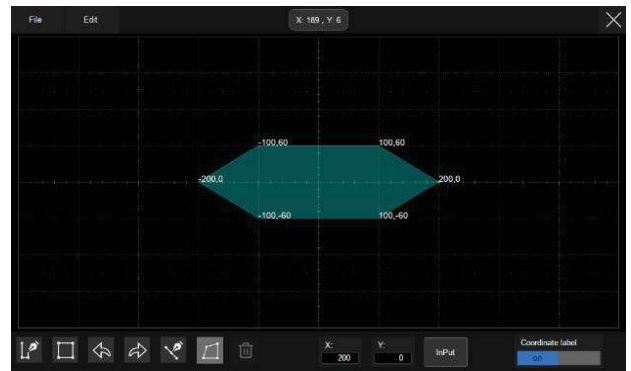 File Edit X: 189 , Y: 6
-100,60 100,60
-200,0 200,0
-100,-60 100,-60
X: Y: Coordinate label
200 0 InPut on